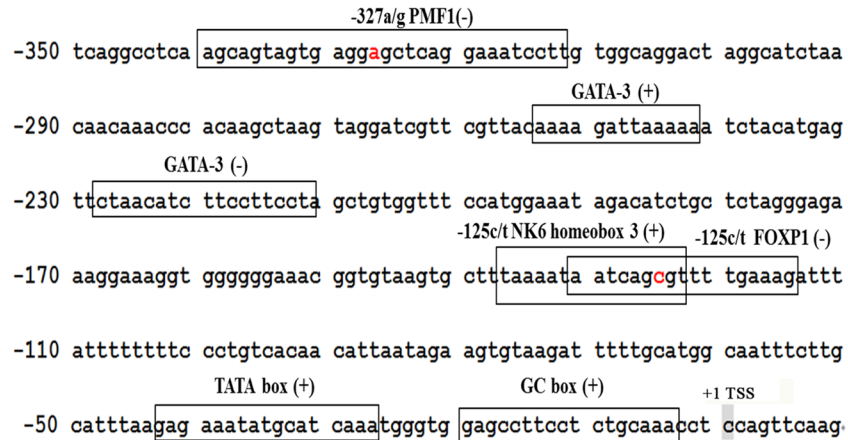 -327a/g PMF1(-)
-350 tcaggcctca agcagtagtg aggagctcag gaaatccttg tggcaggact aggcatctaa
GATA-3 (+)
-290 caacaaaccc acaagctaag taggatcgtt cgttacaaaa gattaaaaaa tctacatgag
GATA-3 (-)
-230 ttctaacatc ttccttccta gctgtggttt ccatggaaat agacatctgc tctagggaga
-125c/t NK6 homeobox 3 (+) -125c/t FOXP1 (-)
-170 aaggaaaggt ggggggaaac ggtgtaagtg ctttaaaata atcagcgttt tgaaagattt
-110 atttttttttc cctgtcacaa cattaataga aagtgtaagat ttttgcatgg caatttcttg
TATA box (+) GC box (+) +1 TSS
-50 catttaagag aaatatgcat caaatgggtg gagccttcct ctgcaaacct ccagttcaag